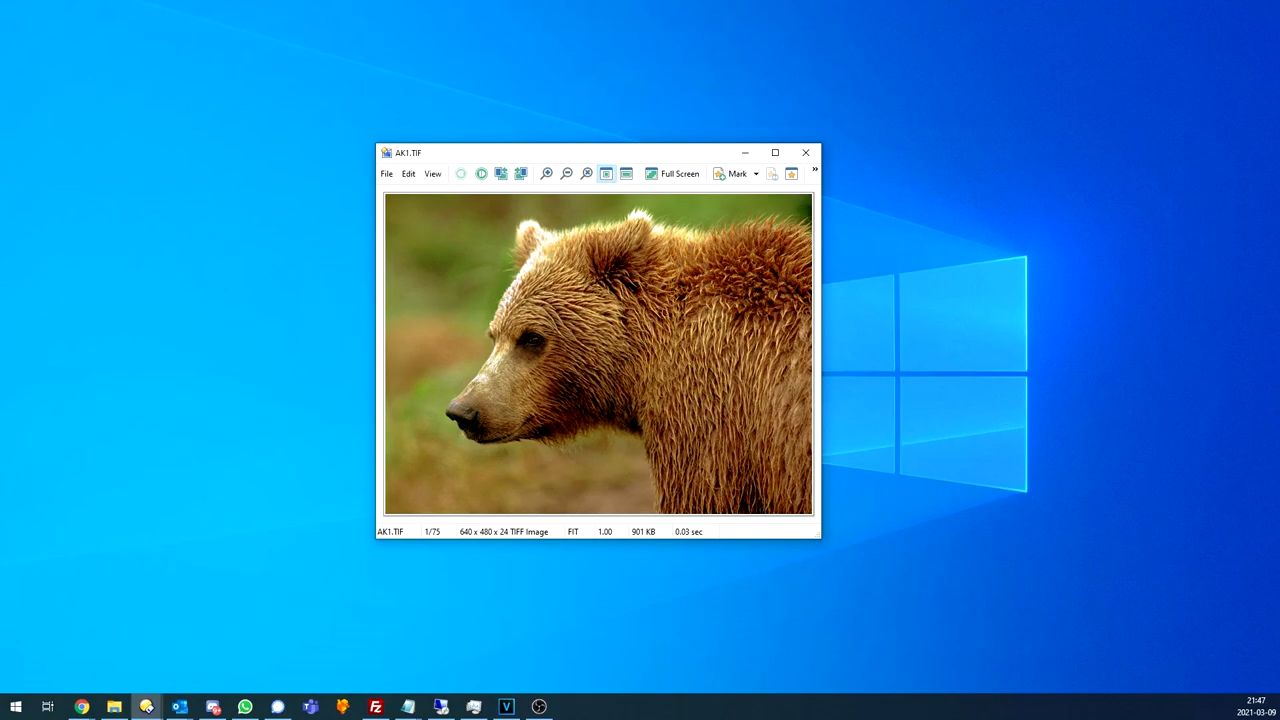 AK1.TIF
File Edit View Full Screen Mark »
AK1.TIF 1/75 640 x 480 x 24 TIFF Image FIT 1.00 901 KB 0.03 sec
21:47
2021-03-09